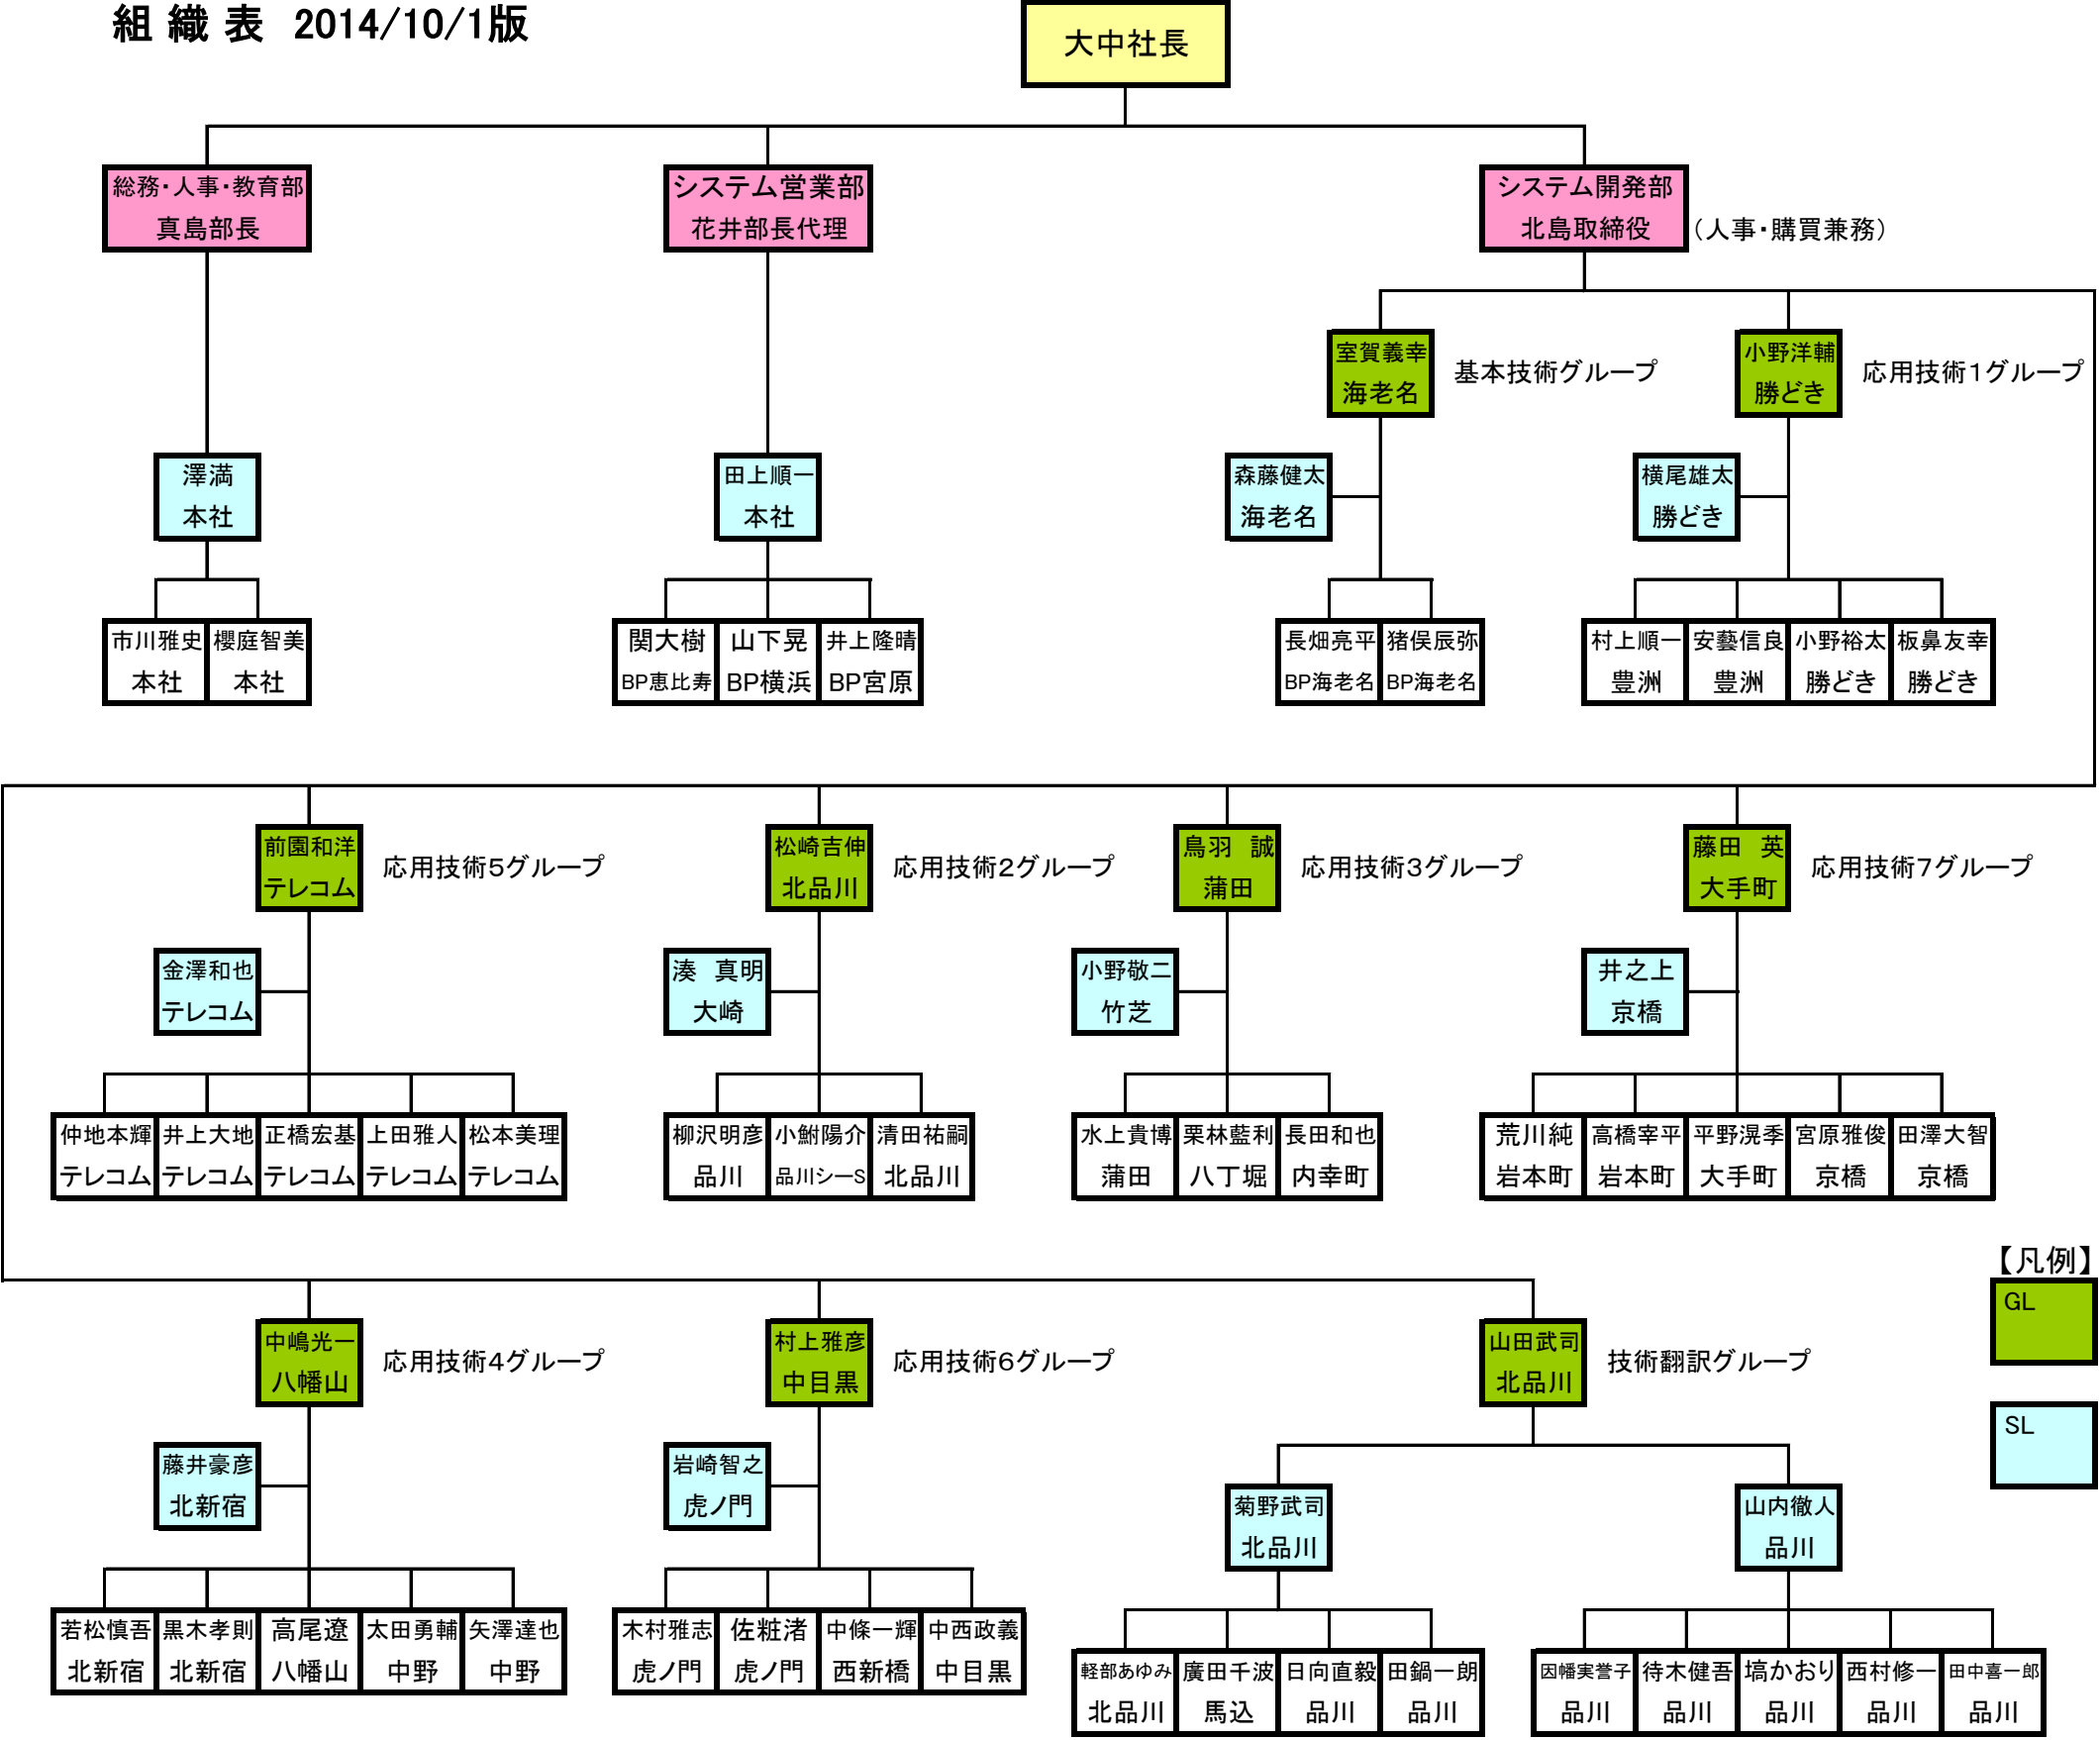 組 織 表　2014/10/1版
大中社長
総務・人事・教育部
真島部長
システム営業部
花井部長代理
システム開発部
北島取締役
（人事・購買兼務）
室賀義幸
海老名
基本技術グループ
小野洋輔
勝どき
応用技術1グループ
澤満
本社
田上順一
本社
森藤健太
海老名
横尾雄太
勝どき
市川雅史
本社
櫻庭智美
本社
関大樹
BP恵比寿
山下晃
BP横浜
井上隆晴
BP宮原
長畑亮平
BP海老名
猪俣辰弥
BP海老名
村上順一
豊洲
安藝信良
豊洲
小野裕太
勝どき
板鼻友幸
勝どき
前園和洋
テレコム
応用技術5グループ
松崎吉伸
北品川
応用技術2グループ
鳥羽　誠
蒲田
応用技術3グループ
藤田　英
大手町
応用技術7グループ
金澤和也
テレコム
湊　真明
大崎
小野敬二
竹芝
井之上
京橋
仲地本輝
テレコム
井上大地
テレコム
正橋宏基
テレコム
上田雅人
テレコム
松本美理
テレコム
柳沢明彦
品川
小鮒陽介
品川シーS
清田祐嗣
北品川
水上貴博
蒲田
栗林藍利
八丁堀
長田和也
内幸町
荒川純
岩本町
高橋宰平
岩本町
平野滉季
大手町
宮原雅俊
京橋
田澤大智
京橋
【凡例】
GL
SL
中嶋光一
八幡山
応用技術4グループ
村上雅彦
中目黒
応用技術6グループ
山田武司
北品川
技術翻訳グループ
藤井豪彦
北新宿
岩崎智之
虎ノ門
菊野武司
北品川
山内徹人
品川
若松慎吾
北新宿
黒木孝則
北新宿
高尾遼
八幡山
太田勇輔
中野
矢澤達也
中野
木村雅志
虎ノ門
佐粧渚
虎ノ門
中條一輝
西新橋
中西政義
中目黒
軽部あゆみ
北品川
廣田千波
馬込
日向直毅
品川
田鍋一朗
品川
因幡実誉子
品川
待木健吾
品川
塙かおり
品川
西村修一
品川
田中喜一郎
品川